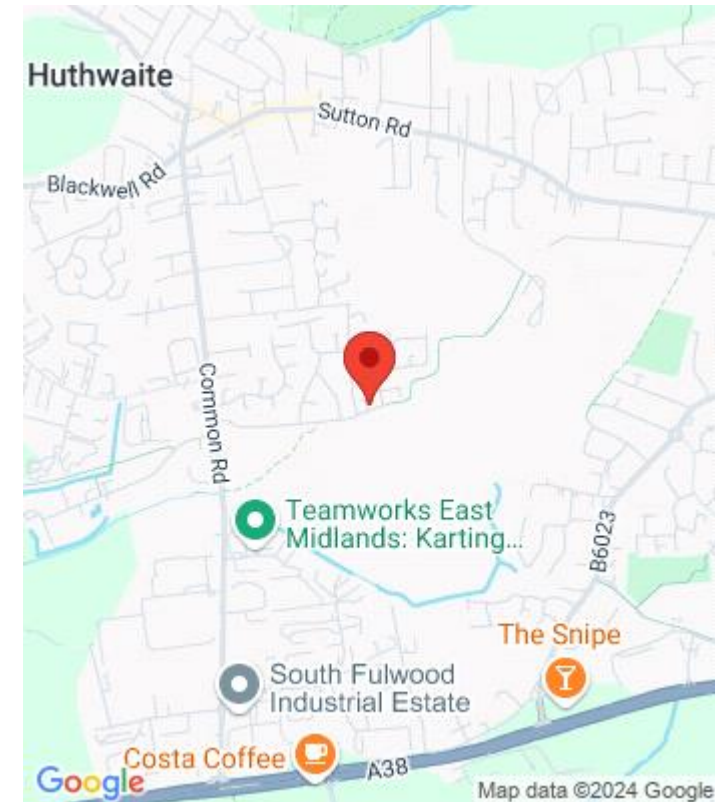 Huthwaite
Sutton Rd
Blackwell Rd
Common Rd
Teamworks East
Midlands: Karting...
B6023
The Snipe
South Fulwood
Industrial Estate
Costa Coffee
A38
Google
Map data ©2024 Google